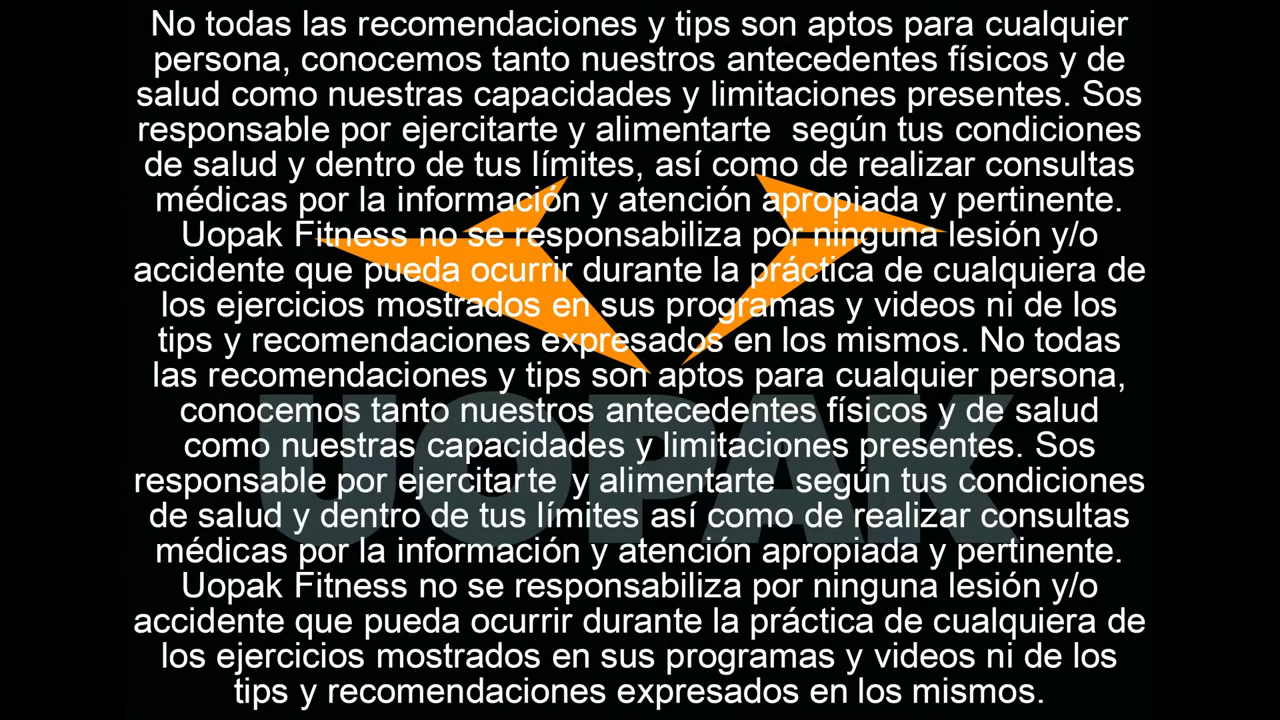 No todas las recomendaciones y tips son aptos para cualquier
persona, conocemos tanto nuestros antecedentes físicos y de
salud como nuestras capacidades y limitaciones presentes. Sos
responsable por ejercitarte y alimentarte  según tus condiciones
de salud y dentro de tus límites, así como de realizar consultas
médicas por la información y atención apropiada y pertinente.
Uopak Fitness no se responsabiliza por ninguna lesión y/o
accidente que pueda ocurrir durante la práctica de cualquiera de
los ejercicios mostrados en sus programas y videos ni de los
tips y recomendaciones expresados en los mismos. No todas
las recomendaciones y tips son aptos para cualquier persona,
conocemos tanto nuestros antecedentes físicos y de salud
como nuestras capacidades y limitaciones presentes. Sos
responsable por ejercitarte y alimentarte  según tus condiciones
de salud y dentro de tus límites así como de realizar consultas
médicas por la información y atención apropiada y pertinente.
Uopak Fitness no se responsabiliza por ninguna lesión y/o
accidente que pueda ocurrir durante la práctica de cualquiera de
los ejercicios mostrados en sus programas y videos ni de los
tips y recomendaciones expresados en los mismos.
UOPAK